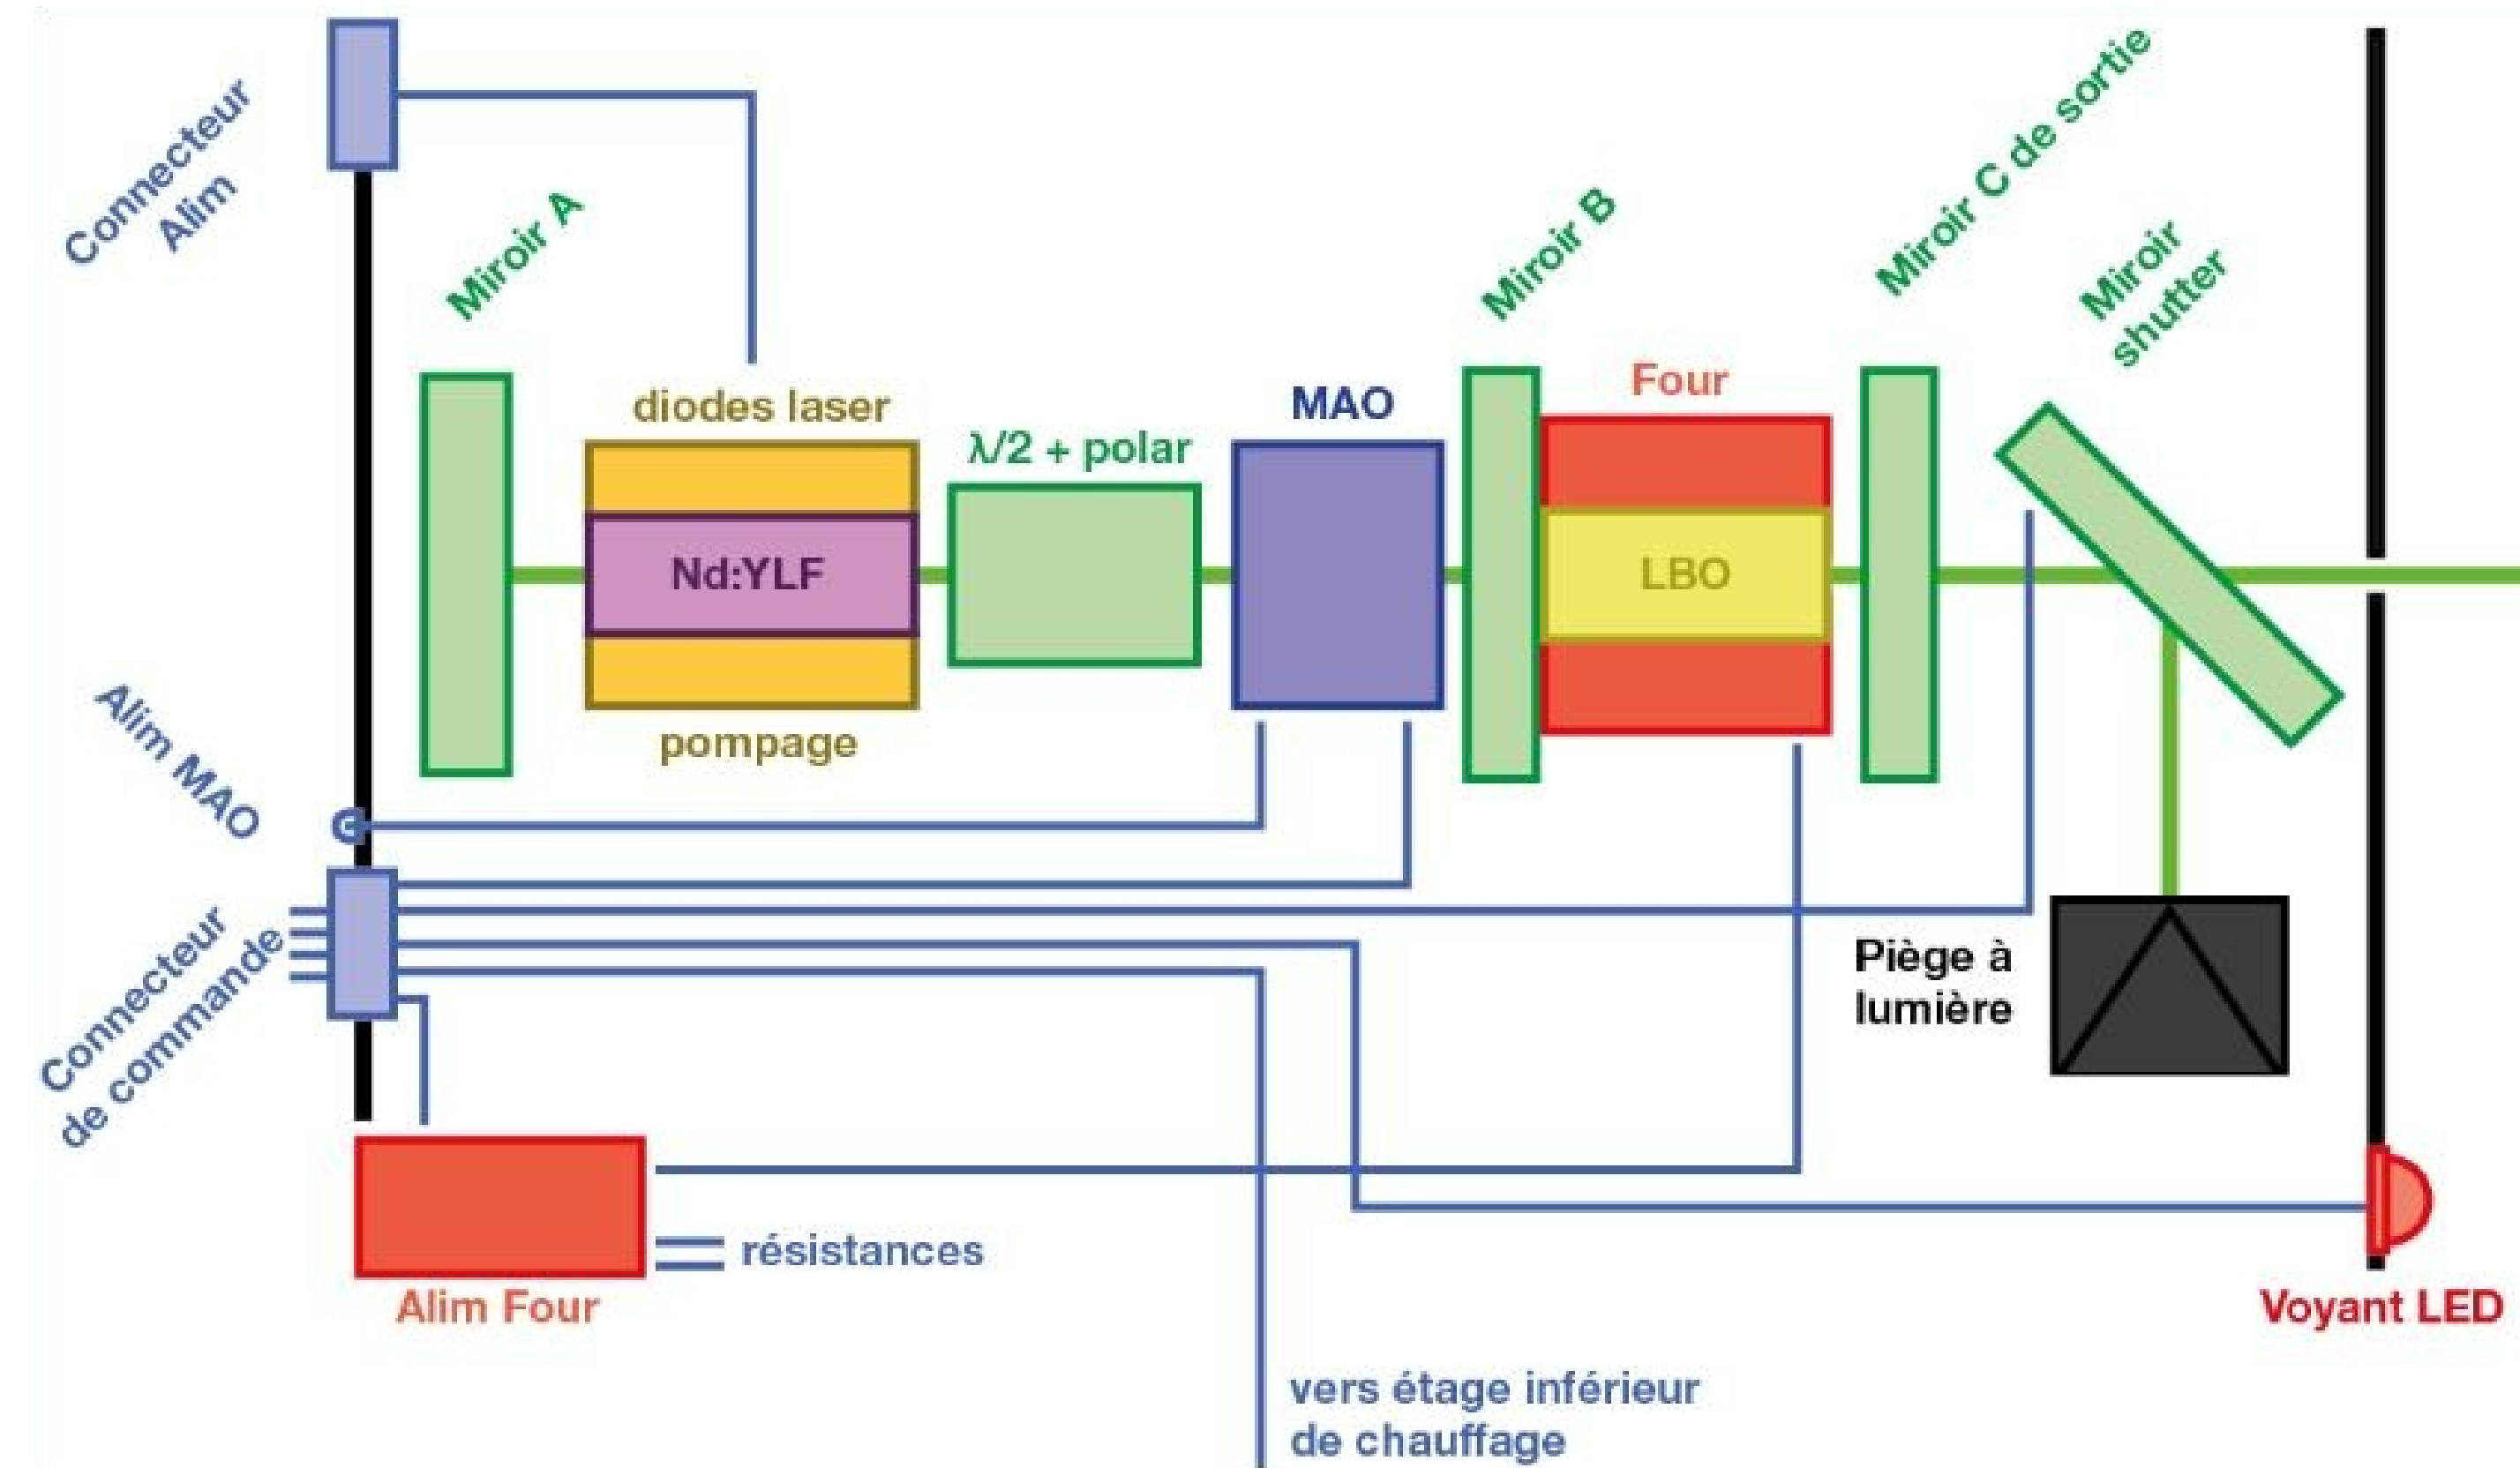 Connecteur
Alim
Miroir A
diodes laser
Nd:YLF
pompage
λ/2 + polar
MAO
Miroir B
Four
LBO
Miroir C de sortie
Miroir
shutter
Alim MAO
Connecteur
de commande
Piège à
lumière
Alim Four
résistances
Voyant LED
vers étage inférieur
de chauffage